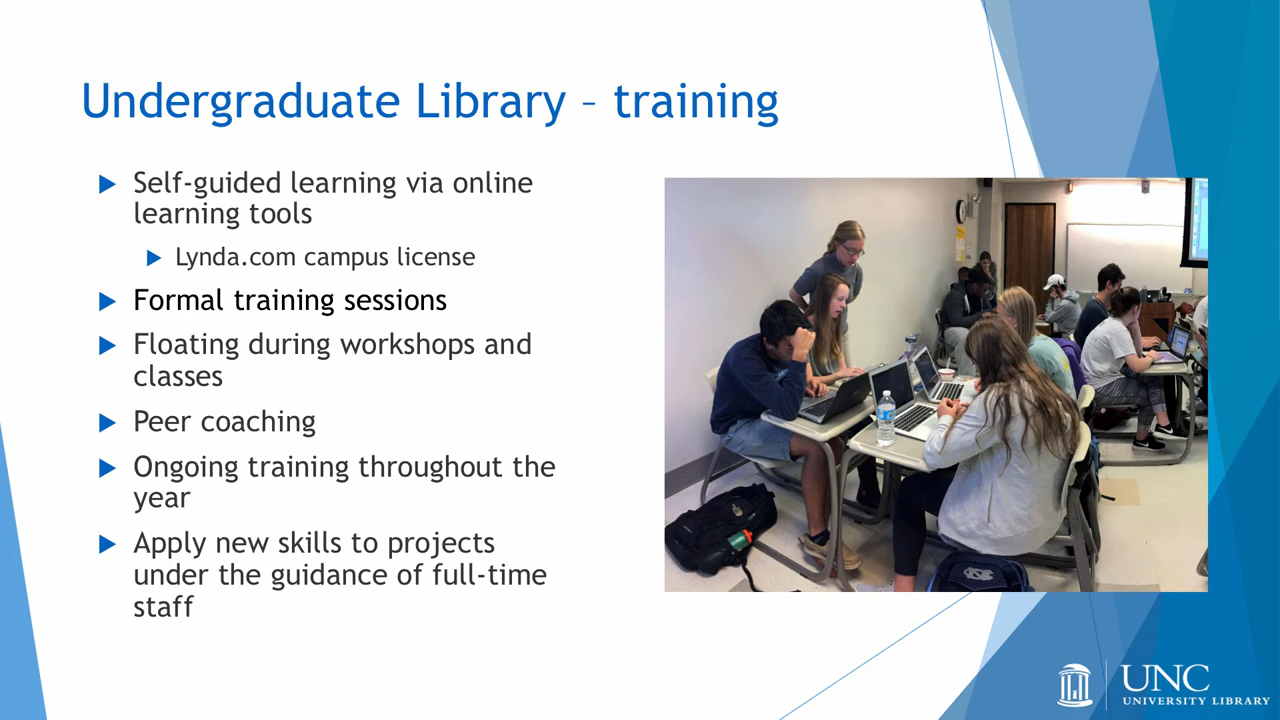 Undergraduate Library – training
Self-guided learning via online
learning tools
Lynda.com campus license
Formal training sessions
Floating during workshops and
classes
Peer coaching
Ongoing training throughout the
year
Apply new skills to projects
under the guidance of full-time
staff
UNC
UNIVERSITY LIBRARY